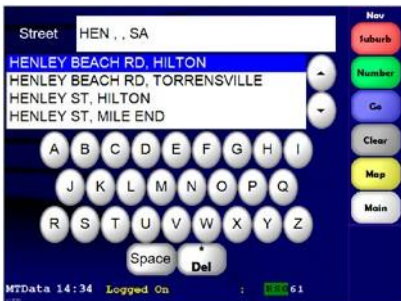 Nav
Street HEN , , SA
Suburb
HENLEY BEACH RD, HILTON
HENLEY BEACH RD, TORRENSVILLE
HENLEY ST, HILTON
HENLEY ST, MILE END
Number
Go
Clear
Map
Main
A B C D E F G H I
J K L M N O P Q
R S T U V W X Y Z
Space * Del
MTData 14:34 Logged On : 61